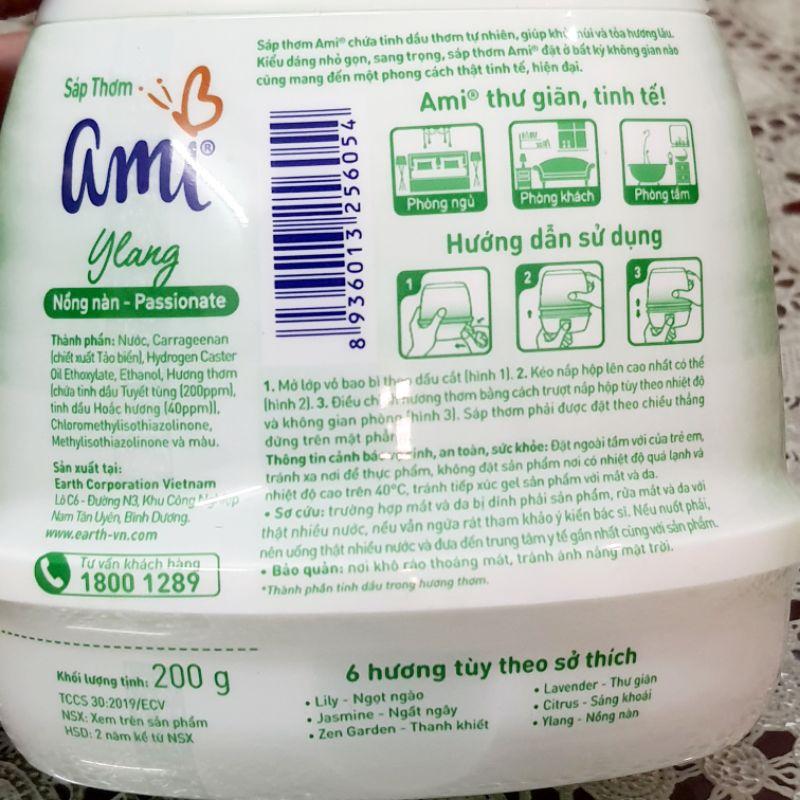 Sáp Thơm
ami®
Ylang
Nồng nàn - Passionate
Thành phần: Nước, Carrageenan
(chiết xuất Tảo biển), Hydrogen Caster
Oil Ethoxylate, Ethanol, Hương thơm
(chứa tinh dầu Tuyết tùng (200ppm),
tinh dầu Hoắc hương (40ppm)),
Chloromethylisothiazolinone,
Methylisothiazolinone và màu.
Sản xuất tại:
Earth Corporation Vietnam
Lô C6 - Đường N3, Khu Công Nghiệp
Nam Tân Uyên, Bình Dương.
www.earth-vn.com
Tư vấn khách hàng
1800 1289
Sáp thơm Ami® chứa tinh dầu thơm tự nhiên, giúp khử mùi và tỏa hương lâu.
Kiểu dáng nhỏ gọn, sang trọng, sáp thơm Ami® đặt ở bất kỳ không gian nào
cũng mang đến một phong cách thật tinh tế, hiện đại.
Ami® thư giãn, tinh tế!
Phòng ngủ
Phòng khách
Phòng tắm
8 936013 256054
Hướng dẫn sử dụng
1
2
3
1. Mở lớp vỏ bao bì theo dấu cắt (hình 1). 2. Kéo nắp hộp lên cao nhất có thể
(hình 2). 3. Điều chỉnh hương thơm bằng cách trượt nắp hộp tùy theo nhiệt độ
và không gian phòng (hình 3). Sáp thơm phải được đặt theo chiều thẳng
đứng trên mặt phẳng.
Thông tin cảnh báo vệ sinh, an toàn, sức khỏe: Đặt ngoài tầm với của trẻ em,
tránh xa nơi để thực phẩm, không đặt sản phẩm nơi có nhiệt độ quá lạnh và
nhiệt độ cao trên 40°C, tránh tiếp xúc gel sản phẩm với mắt và da.
• Sơ cứu: trường hợp mắt và da bị dính phải sản phẩm, rửa mắt và da với
thật nhiều nước, nếu vẫn ngứa rát tham khảo ý kiến bác sĩ. Nếu nuốt phải,
nên uống thật nhiều nước và đưa đến trung tâm y tế gần nhất cùng với sản phẩm.
• Bảo quản: nơi khô ráo thoáng mát, tránh ánh nắng mặt trời.
*Thành phần tinh dầu trong hương thơm.
Khối lượng tịnh: 200 g
TCCS 30:2019/ECV
NSX: Xem trên sản phẩm
HSD: 2 năm kể từ NSX
6 hương tùy theo sở thích
• Lily - Ngọt ngào
• Jasmine - Ngất ngây
• Zen Garden - Thanh khiết
• Lavender - Thư giãn
• Citrus - Sảng khoái
• Ylang - Nồng nàn